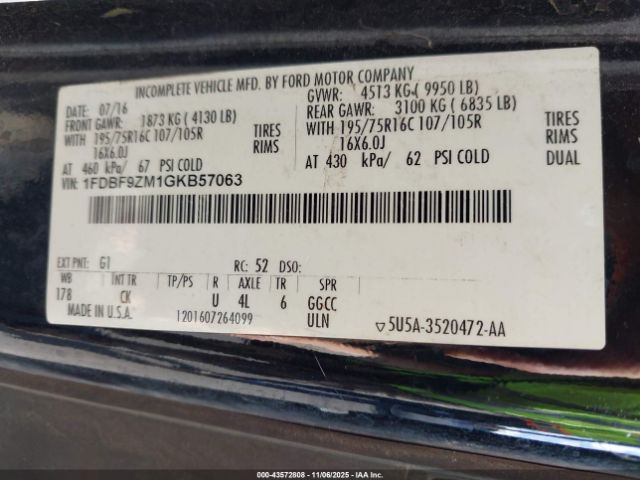 INCOMPLETE VEHICLE MFD. BY FORD MOTOR COMPANY
DATE: 07/16 GVWR: 4513 KG-( 9950 LB)
FRONT GAWR: 1873 KG ( 4130 LB) REAR GAWR: 3100 KG ( 6835 LB)
WITH 195/75R16C 107/105R TIRES WITH 195/75R16C 107/105R TIRES
16X6.0J RIMS 16X6.0J RIMS
AT 460 kPa/ 67 PSI COLD AT 430 kPa/ 62 PSI COLD DUAL
VIN: 1FDBF9ZM1GKB57063
EXT PNT: G1 RC: 52 DSO:
WB INT TR TP/PS R AXLE TR SPR
178 CK U 4L 6 GGCC
MADE IN U.S.A. 1201607264099 ULN ▽5U5A-3520472-AA
000-43572808 - 11/06/2025 - IAAC